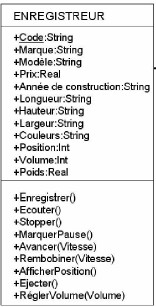 ENREGISTREUR
+Code:String
+Marque:String
+Modèle:String
+Prix:Real
+Année de construction:String
+Longueur:String
+Hauteur:String
+Largeur:String
+Couleurs:String
+Position:Int
+Volume:Int
+Poids:Real
+Enregistrer()
+Ecouter()
+Stopper()
+MarquerPause()
+Avancer(Vitesse)
+Rembobiner(Vitesse)
+AfficherPosition()
+Ejecter()
+RéglerVolume(Volume)